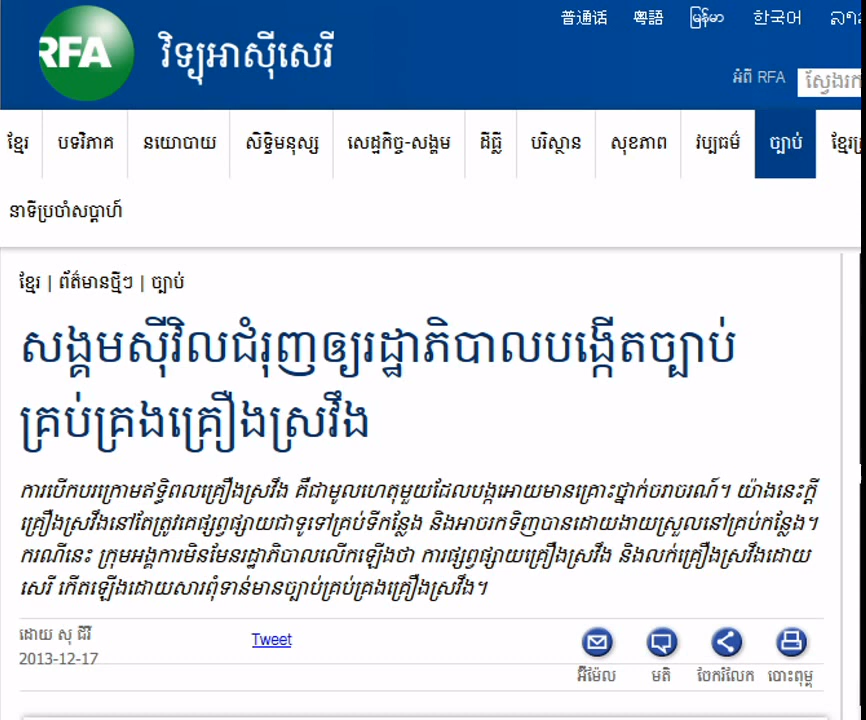 普通话 粤語 မြန်မာ 한국어
RFA វិទ្យុអាស៊ីសេរី
អំពី RFA ស្វែងរក
ខ្មែរ បទវិភាគ នយោបាយ សិទ្ធិមនុស្ស សេដ្ឋកិច្ច-សង្គម ដីធ្លី បរិស្ថាន សុខភាព វប្បធម៌ ច្បាប់
នាទីប្រចាំសប្ដាហ៍
ខ្មែរ | ព័ត៌មានថ្មីៗ | ច្បាប់
សង្គមស៊ីវិលជំរុញឲ្យរដ្ឋាភិបាលបង្កើតច្បាប់
គ្រប់គ្រងគ្រឿងស្រវឹង
ការបើកបរក្រោមឥទ្ធិពលគ្រឿងស្រវឹង គឺជាមូលហេតុមួយដែលបង្កអោយមានគ្រោះថ្នាក់ចរាចរណ៍។ យ៉ាងនេះក្ដី
គ្រឿងស្រវឹងនៅតែត្រូវគេផ្សព្វផ្សាយជាទូទៅគ្រប់ទីកន្លែង និងអាចរកទិញបានដោយងាយស្រួលនៅគ្រប់កន្លែង។
ករណីនេះ ក្រុមអង្គការមិនមែនរដ្ឋាភិបាលលើកឡើងថា ការផ្សព្វផ្សាយគ្រឿងស្រវឹង និងលក់គ្រឿងស្រវឹងដោយ
សេរី កើតឡើងដោយសារពុំទាន់មានច្បាប់គ្រប់គ្រងគ្រឿងស្រវឹង។
ដោយ សុ ជីវី
2013-12-17
Tweet
អ៊ីម៉ែល មតិ ចែករំលែក បោះពុម្ព